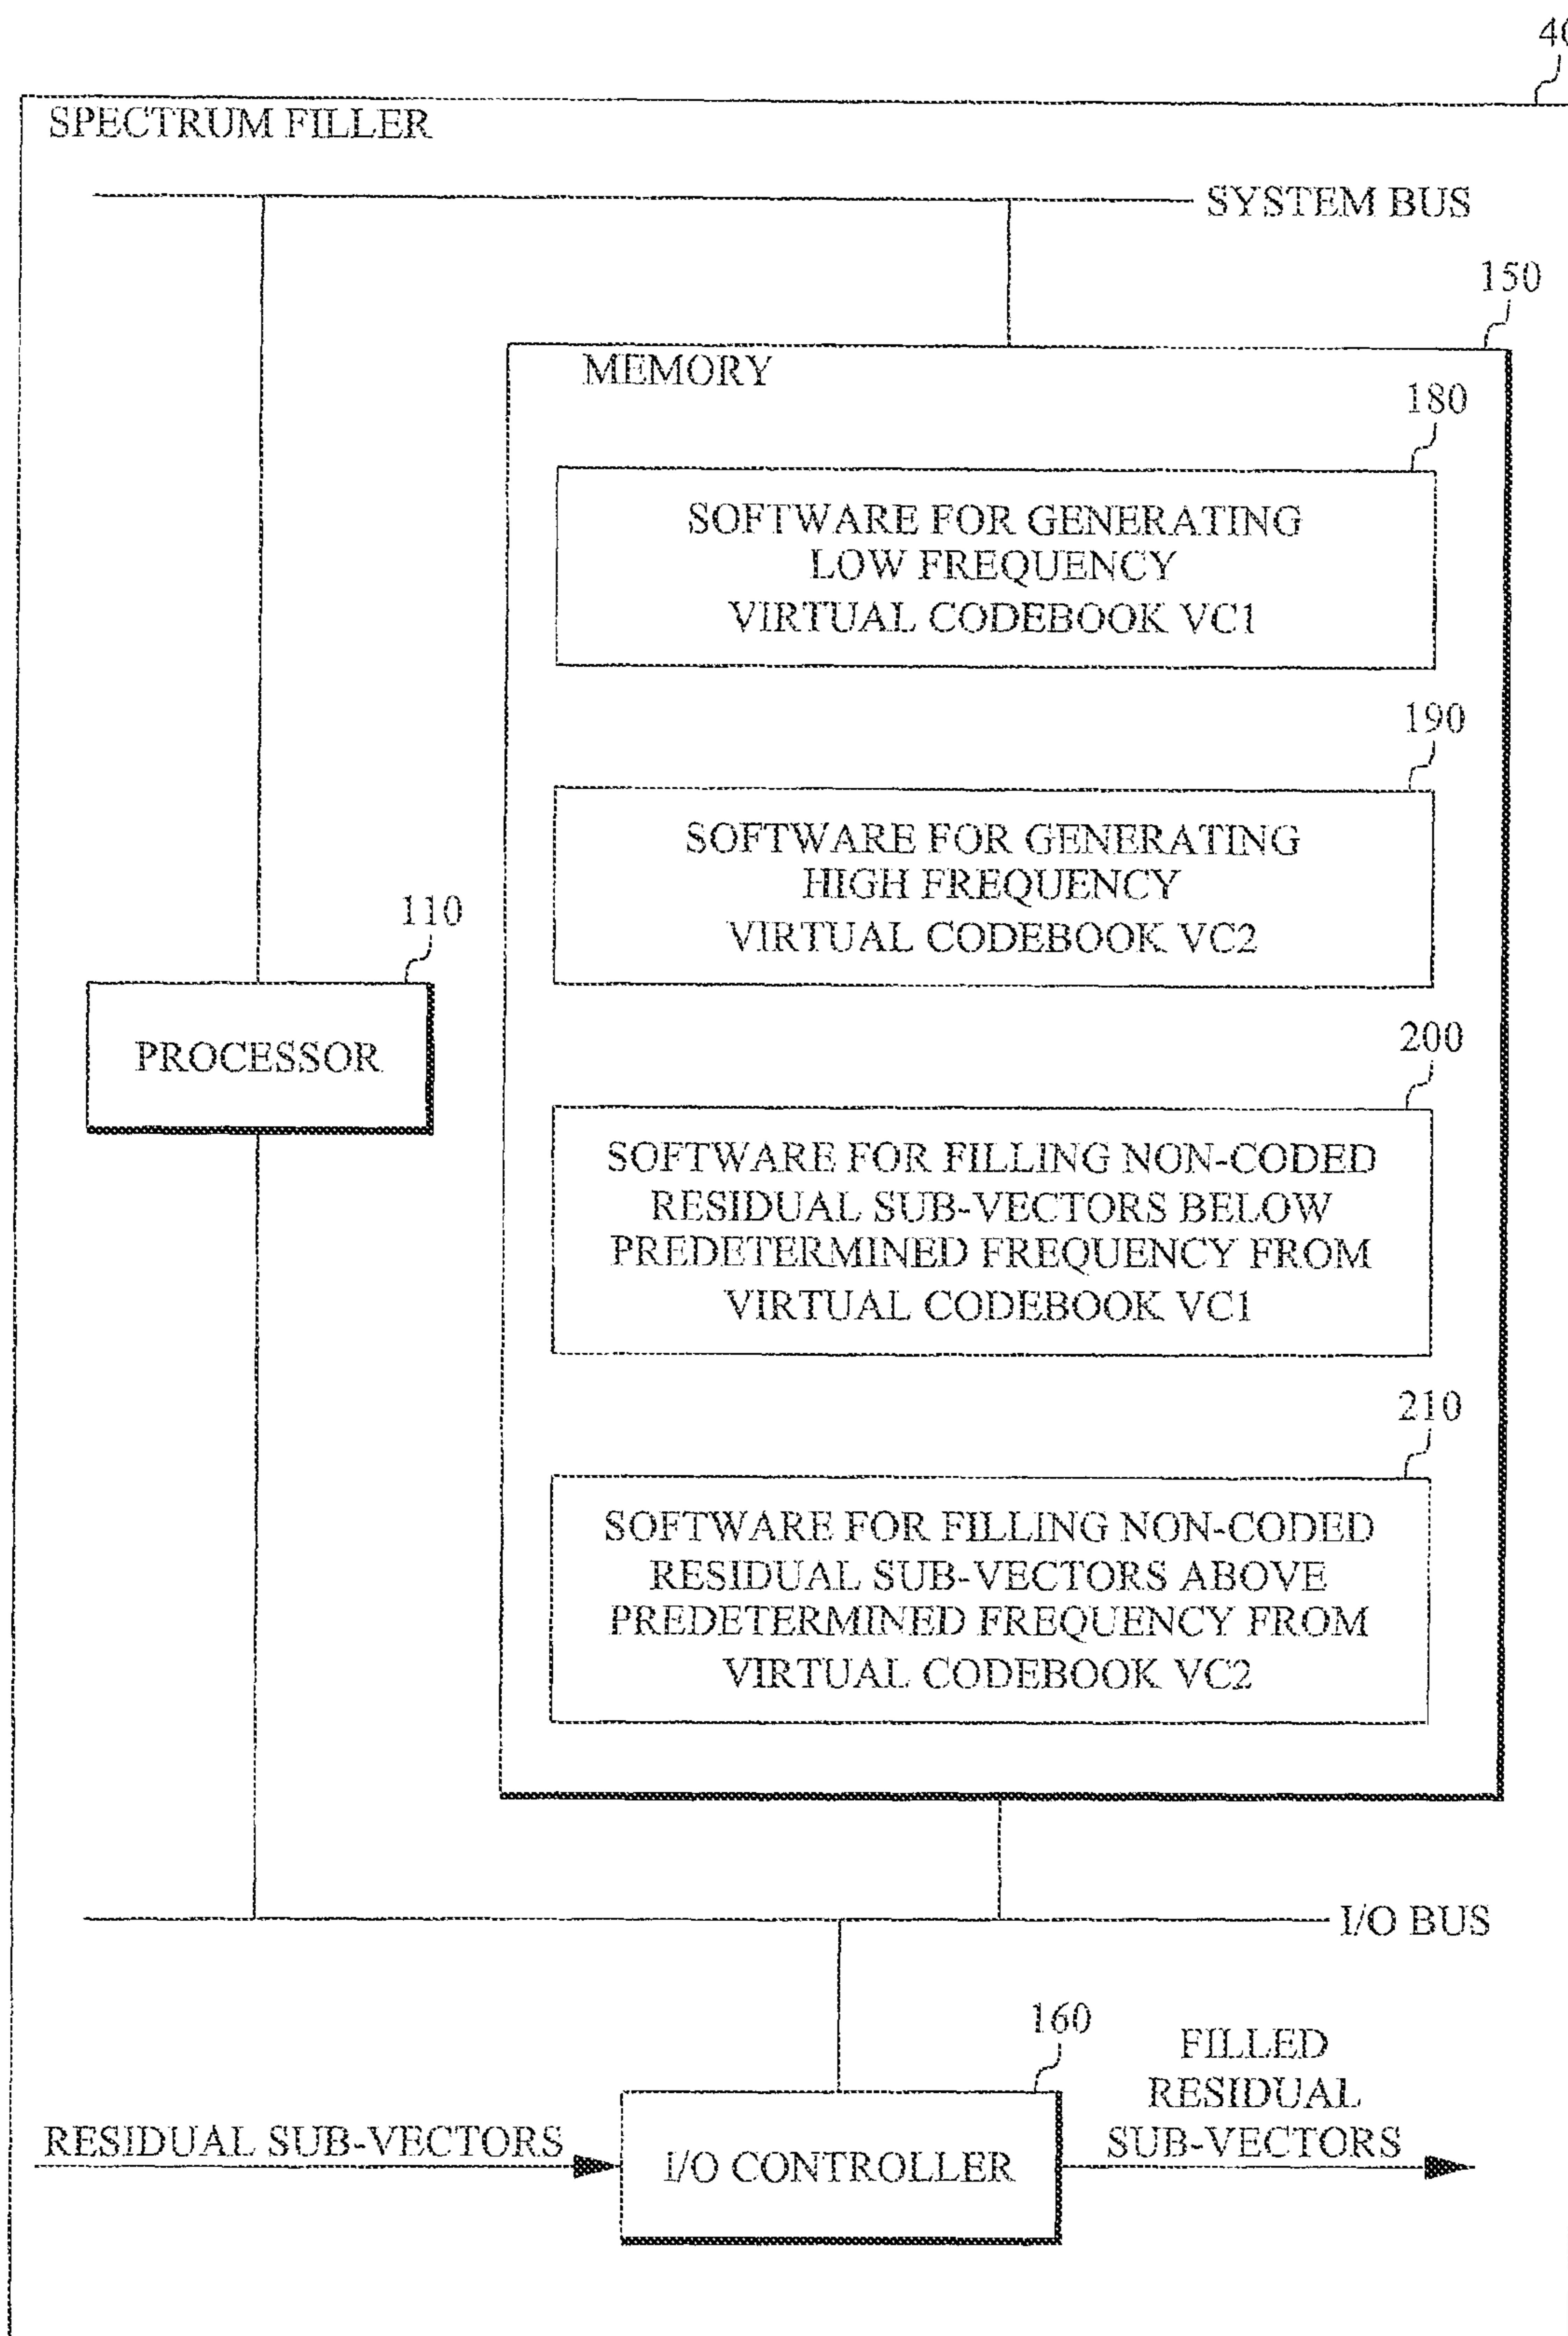 40
SPECTRUM FILLER
SYSTEM BUS
150
MEMORY
180
SOFTWARE FOR GENERATING
LOW FREQUENCY
VIRTUAL CODEBOOK VC1
190
SOFTWARE FOR GENERATING
HIGH FREQUENCY
VIRTUAL CODEBOOK VC2
110
PROCESSOR
200
SOFTWARE FOR FILLING NON-CODED
RESIDUAL SUB-VECTORS BELOW
PREDETERMINED FREQUENCY FROM
VIRTUAL CODEBOOK VC1
210
SOFTWARE FOR FILLING NON-CODED
RESIDUAL SUB-VECTORS ABOVE
PREDETERMINED FREQUENCY FROM
VIRTUAL CODEBOOK VC2
I/O BUS
160
FILLED
RESIDUAL
SUB-VECTORS
RESIDUAL SUB-VECTORS
I/O CONTROLLER